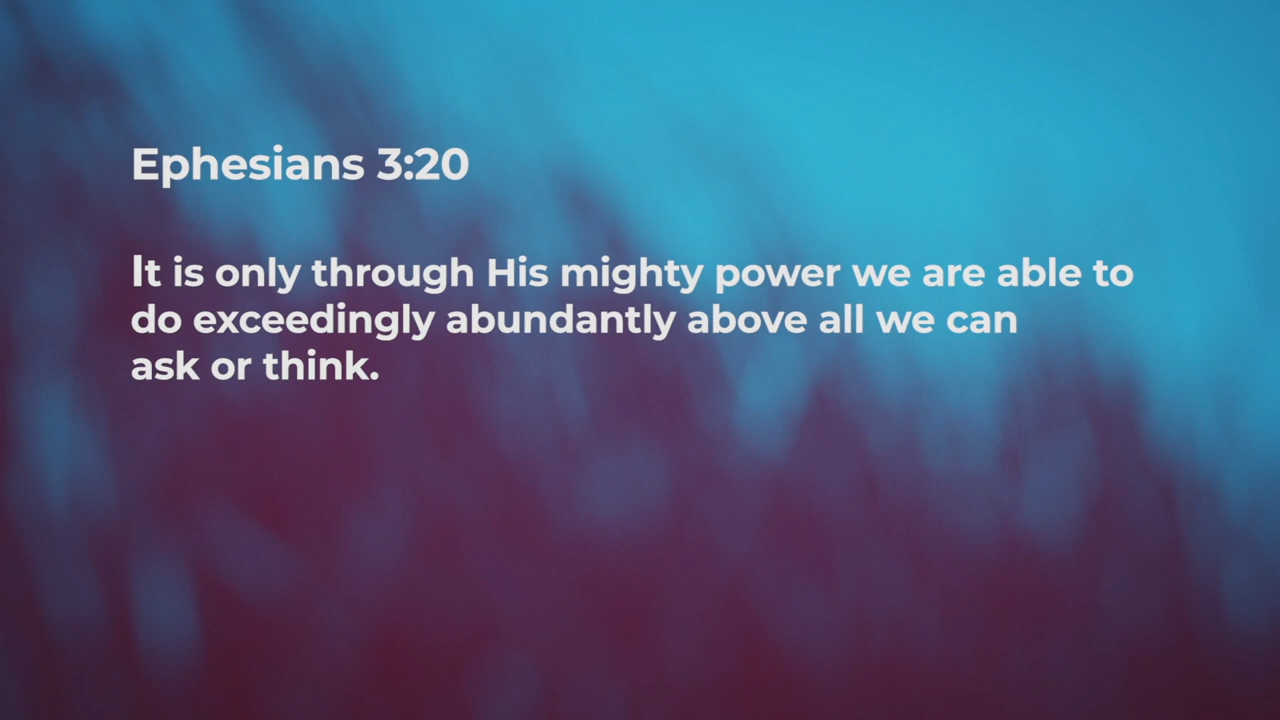 Ephesians 3:20
It is only through His mighty power we are able to
do exceedingly abundantly above all we can
ask or think.